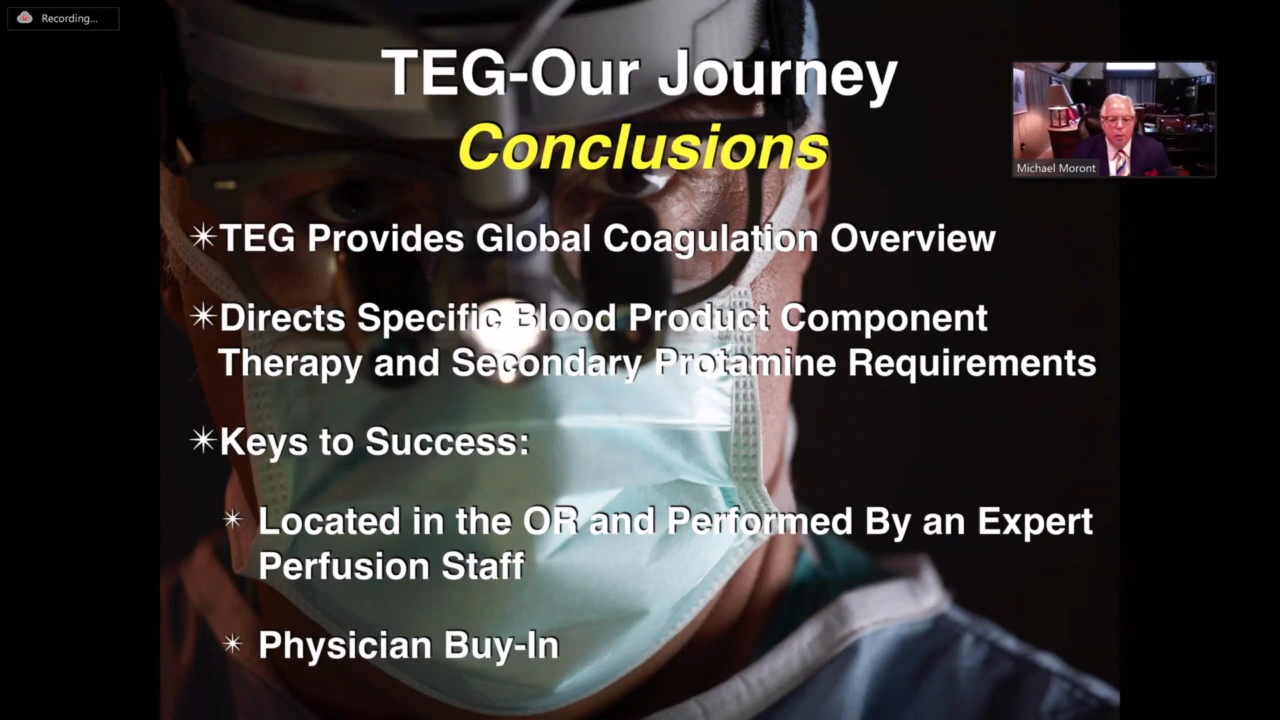 Recording...
TEG-Our Journey
Conclusions
Michael Moront
TEG Provides Global Coagulation Overview
Directs Specific Blood Product Component
Therapy and Secondary Protamine Requirements
Keys to Success:
Located in the OR and Performed By an Expert
Perfusion Staff
Physician Buy-In